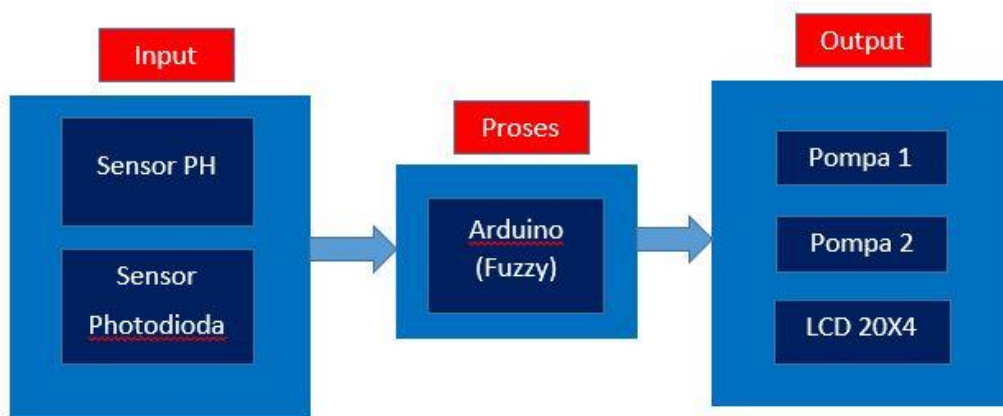 Input
Sensor PH
Sensor
Photodioda
Proses
Arduino
(Fuzzy)
Output
Pompa 1
Pompa 2
LCD 20X4